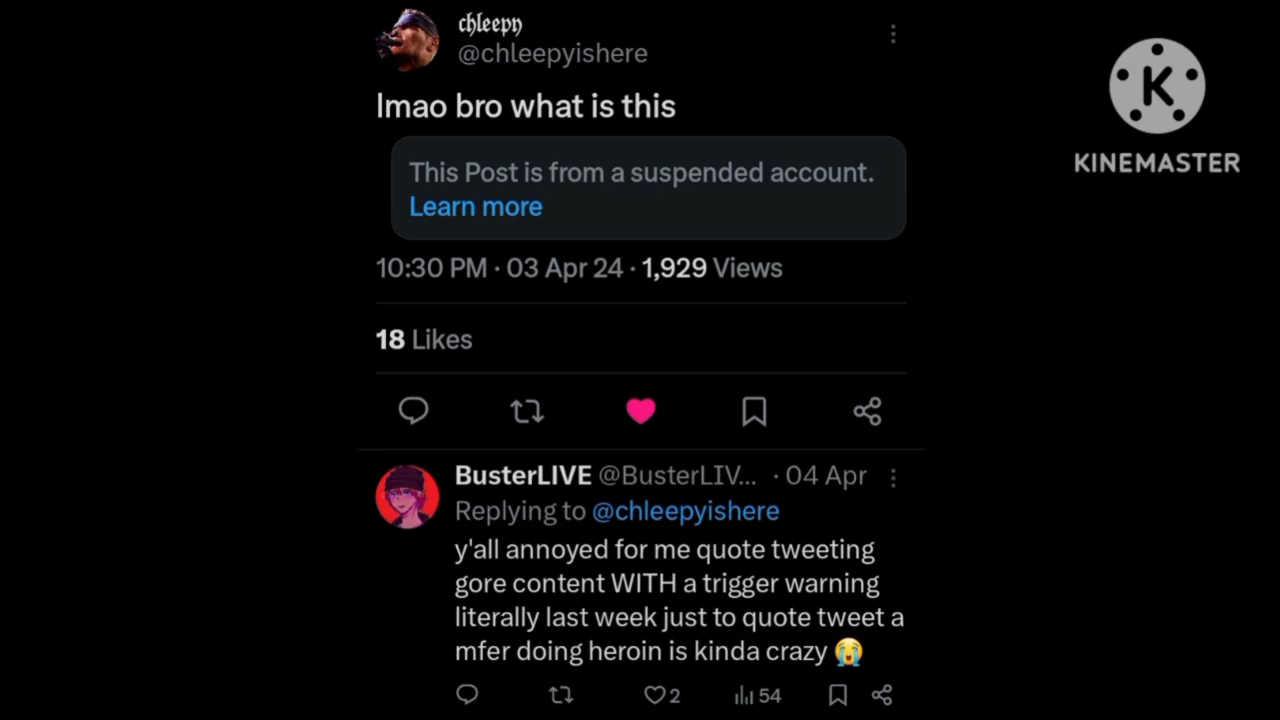 chleepy
@chleepyishere
lmao bro what is this
This Post is from a suspended account.
Learn more
10:30 PM · 03 Apr 24 · 1,929 Views
18 Likes
BusterLIVE @BusterLIV... · 04 Apr
Replying to @chleepyishere
y'all annoyed for me quote tweeting
gore content WITH a trigger warning
literally last week just to quote tweet a
mfer doing heroin is kinda crazy 😭
2 54
K
KINEMASTER